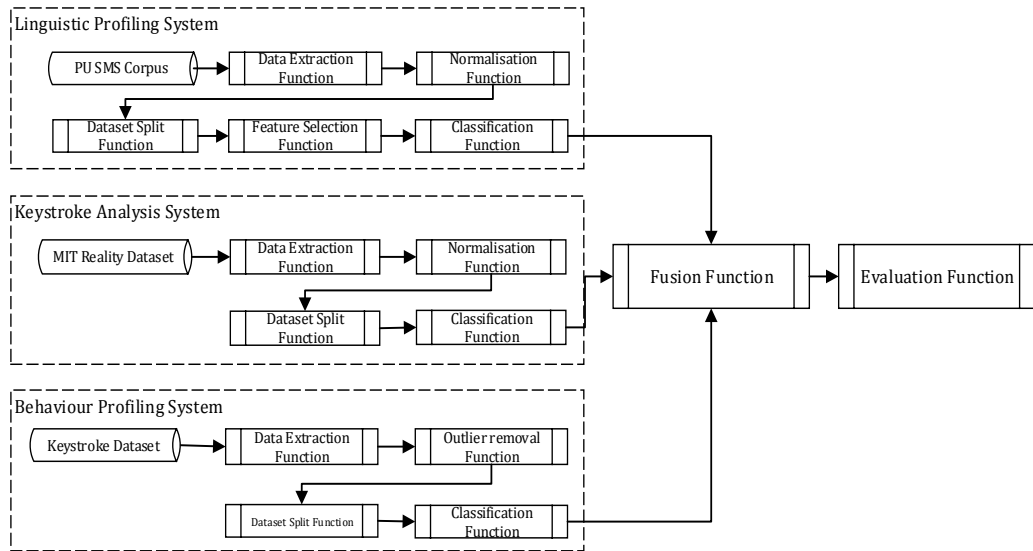 Linguistic Profiling System
PU SMS Corpus
Data Extraction
Function
Normalisation
Function
Dataset Split
Function
Feature Selection
Function
Classification
Function
Keystroke Analysis System
MIT Reality Dataset
Data Extraction
Function
Normalisation
Function
Dataset Split
Function
Classification
Function
Fusion Function
Evaluation Function
Behaviour Profiling System
Keystroke Dataset
Data Extraction
Function
Outlier removal
Function
Dataset Split Function
Classification
Function